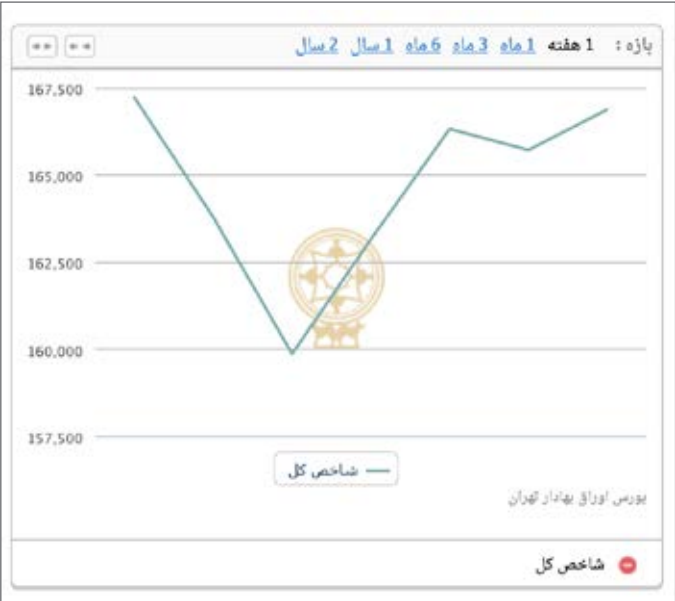 بازه : 1 هفته 1 ماه 3 ماه 6 ماه 1 سال 2 سال
167,500
165,000
162,500
160,000
157,500
شاخص کل
بورس اوراق بهادار تهران
شاخص کل